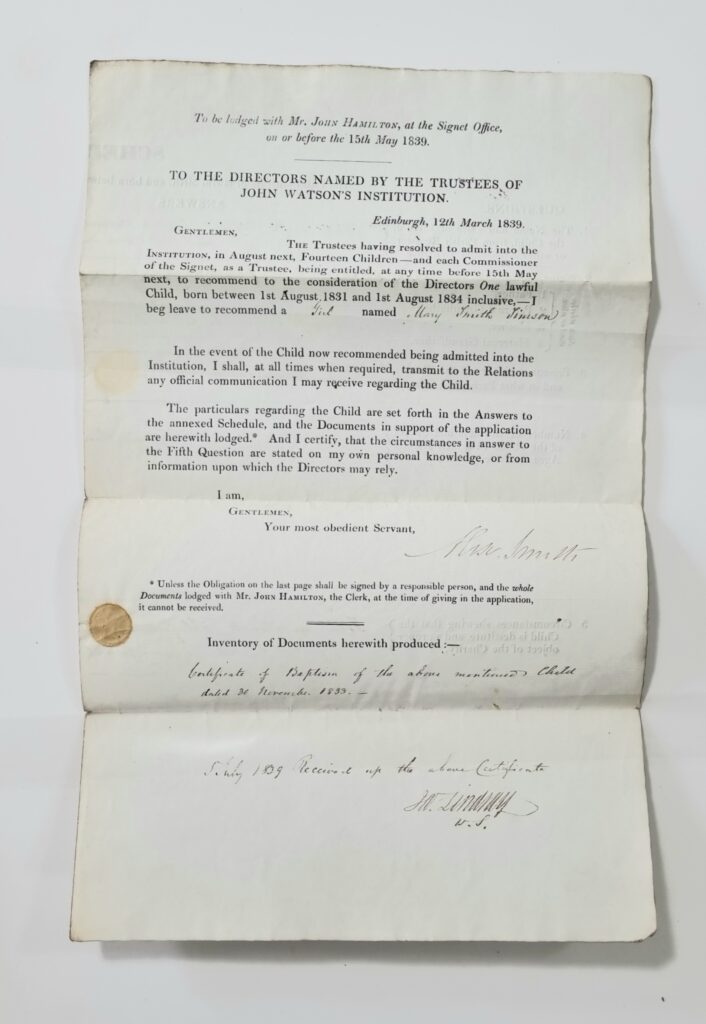 To be lodged with Mr. JOHN HAMILTON, at the Signet Office,
on or before the 15th May 1839.
TO THE DIRECTORS NAMED BY THE TRUSTEES OF
JOHN WATSON'S INSTITUTION.
Edinburgh, 12th March 1839.
GENTLEMEN,
THE Trustees having resolved to admit into the
INSTITUTION, in August next, Fourteen Children—and each Commissioner
of the Signet, as a Trustee, being entitled, at any time before 15th May
next, to recommend to the consideration of the Directors One lawful
Child, born between 1st August 1831 and 1st August 1834 inclusive,—I
beg leave to recommend a Girl named Mary Smith Simson
In the event of the Child now recommended being admitted into the
Institution, I shall, at all times when required, transmit to the Relations
any official communication I may receive regarding the Child.
The particulars regarding the Child are set forth in the Answers to
the annexed Schedule, and the Documents in support of the application
are herewith lodged.* And I certify, that the circumstances in answer to
the Fifth Question are stated on my own personal knowledge, or from
information upon which the Directors may rely.
I am,
GENTLEMEN,
Your most obedient Servant,
Smith
* Unless the Obligation on the last page shall be signed by a responsible person, and the whole
Documents lodged with Mr. JOHN HAMILTON, the Clerk, at the time of giving in the application,
it cannot be received.
Inventory of Documents herewith produced:—
Certificate of Baptism of the above mentioned Child
dated 30 November 1833.—
5 July 1839 Received up the above Certificate
Lindsay
W.S.